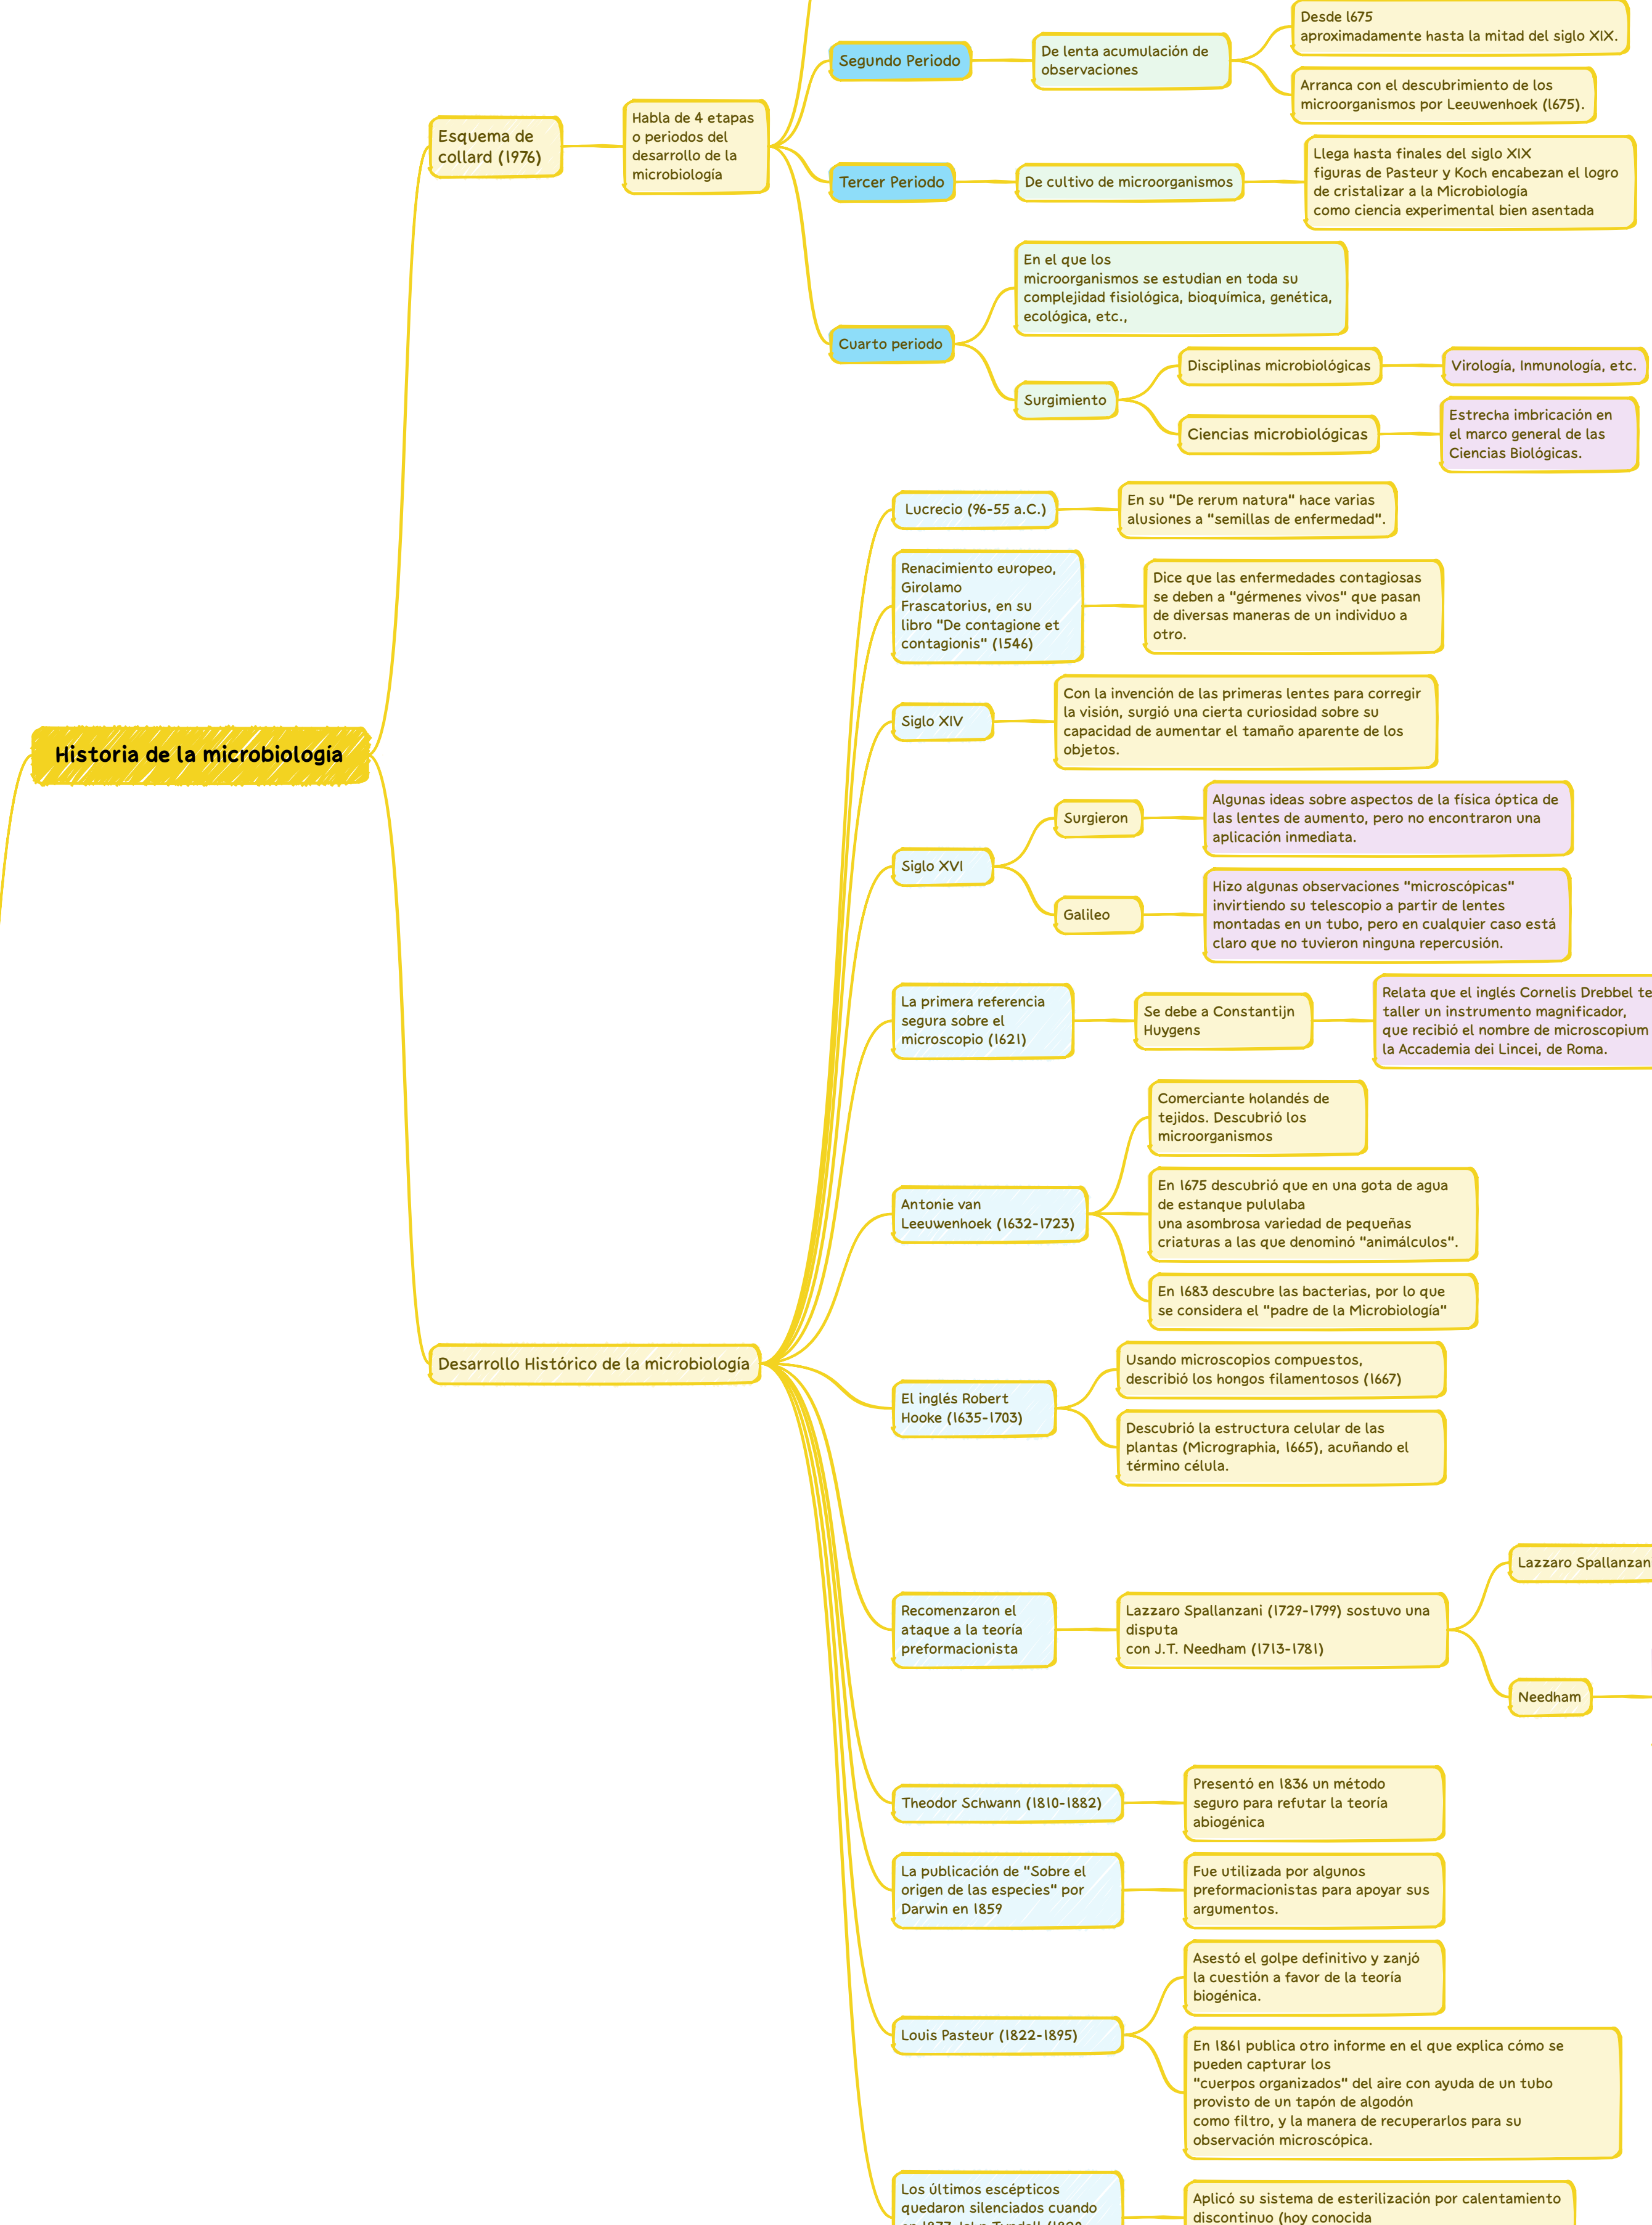 Historia de la microbiología
Esquema de
collard (1976)
Habla de 4 etapas
o periodos del
desarrollo de la
microbiología
Segundo Periodo
De lenta acumulación de
observaciones
Desde 1675
aproximadamente hasta la mitad del siglo XIX.
Arranca con el descubrimiento de los
microorganismos por Leeuwenhoek (1675).
Tercer Periodo
De cultivo de microorganismos
Llega hasta finales del siglo XIX
figuras de Pasteur y Koch encabezan el logro
de cristalizar a la Microbiología
como ciencia experimental bien asentada
Cuarto periodo
En el que los
microorganismos se estudian en toda su
complejidad fisiológica, bioquímica, genética,
ecológica, etc.,
Surgimiento
Disciplinas microbiológicas
Virología, Inmunología, etc.
Ciencias microbiológicas
Estrecha imbricación en
el marco general de las
Ciencias Biológicas.
Desarrollo Histórico de la microbiología
Lucrecio (96-55 a.C.)
En su "De rerum natura" hace varias
alusiones a "semillas de enfermedad".
Renacimiento europeo,
Girolamo
Frascatorius, en su
libro "De contagione et
contagionis" (1546)
Dice que las enfermedades contagiosas
se deben a "gérmenes vivos" que pasan
de diversas maneras de un individuo a
otro.
Siglo XIV
Con la invención de las primeras lentes para corregir
la visión, surgió una cierta curiosidad sobre su
capacidad de aumentar el tamaño aparente de los
objetos.
Siglo XVI
Surgieron
Algunas ideas sobre aspectos de la física óptica de
las lentes de aumento, pero no encontraron una
aplicación inmediata.
Galileo
Hizo algunas observaciones "microscópicas"
invirtiendo su telescopio a partir de lentes
montadas en un tubo, pero en cualquier caso está
claro que no tuvieron ninguna repercusión.
La primera referencia
segura sobre el
microscopio (1621)
Se debe a Constantijn
Huygens
Relata que el inglés Cornelis Drebbel te
taller un instrumento magnificador,
que recibió el nombre de microscopium
la Accademia dei Lincei, de Roma.
Antonie van
Leeuwenhoek (1632-1723)
Comerciante holandés de
tejidos. Descubrió los
microorganismos
En 1675 descubrió que en una gota de agua
de estanque pululaba
una asombrosa variedad de pequeñas
criaturas a las que denominó "animálculos".
En 1683 descubre las bacterias, por lo que
se considera el "padre de la Microbiología"
El inglés Robert
Hooke (1635-1703)
Usando microscopios compuestos,
describió los hongos filamentosos (1667)
Descubrió la estructura celular de las
plantas (Micrographia, 1665), acuñando el
término célula.
Recomenzaron el
ataque a la teoría
preformacionista
Lazzaro Spallanzani (1729-1799) sostuvo una
disputa
con J.T. Needham (1713-1781)
Lazzaro Spallanzan
Needham
Theodor Schwann (1810-1882)
Presentó en 1836 un método
seguro para refutar la teoría
abiogénica
La publicación de "Sobre el
origen de las especies" por
Darwin en 1859
Fue utilizada por algunos
preformacionistas para apoyar sus
argumentos.
Louis Pasteur (1822-1895)
Asestó el golpe definitivo y zanjó
la cuestión a favor de la teoría
biogénica.
En 1861 publica otro informe en el que explica cómo se
pueden capturar los
"cuerpos organizados" del aire con ayuda de un tubo
provisto de un tapón de algodón
como filtro, y la manera de recuperarlos para su
observación microscópica.
Los últimos escépticos
quedaron silenciados cuando
en 1877 John Tyndall
Aplicó su sistema de esterilización por calentamiento
discontinuo (hoy conocida